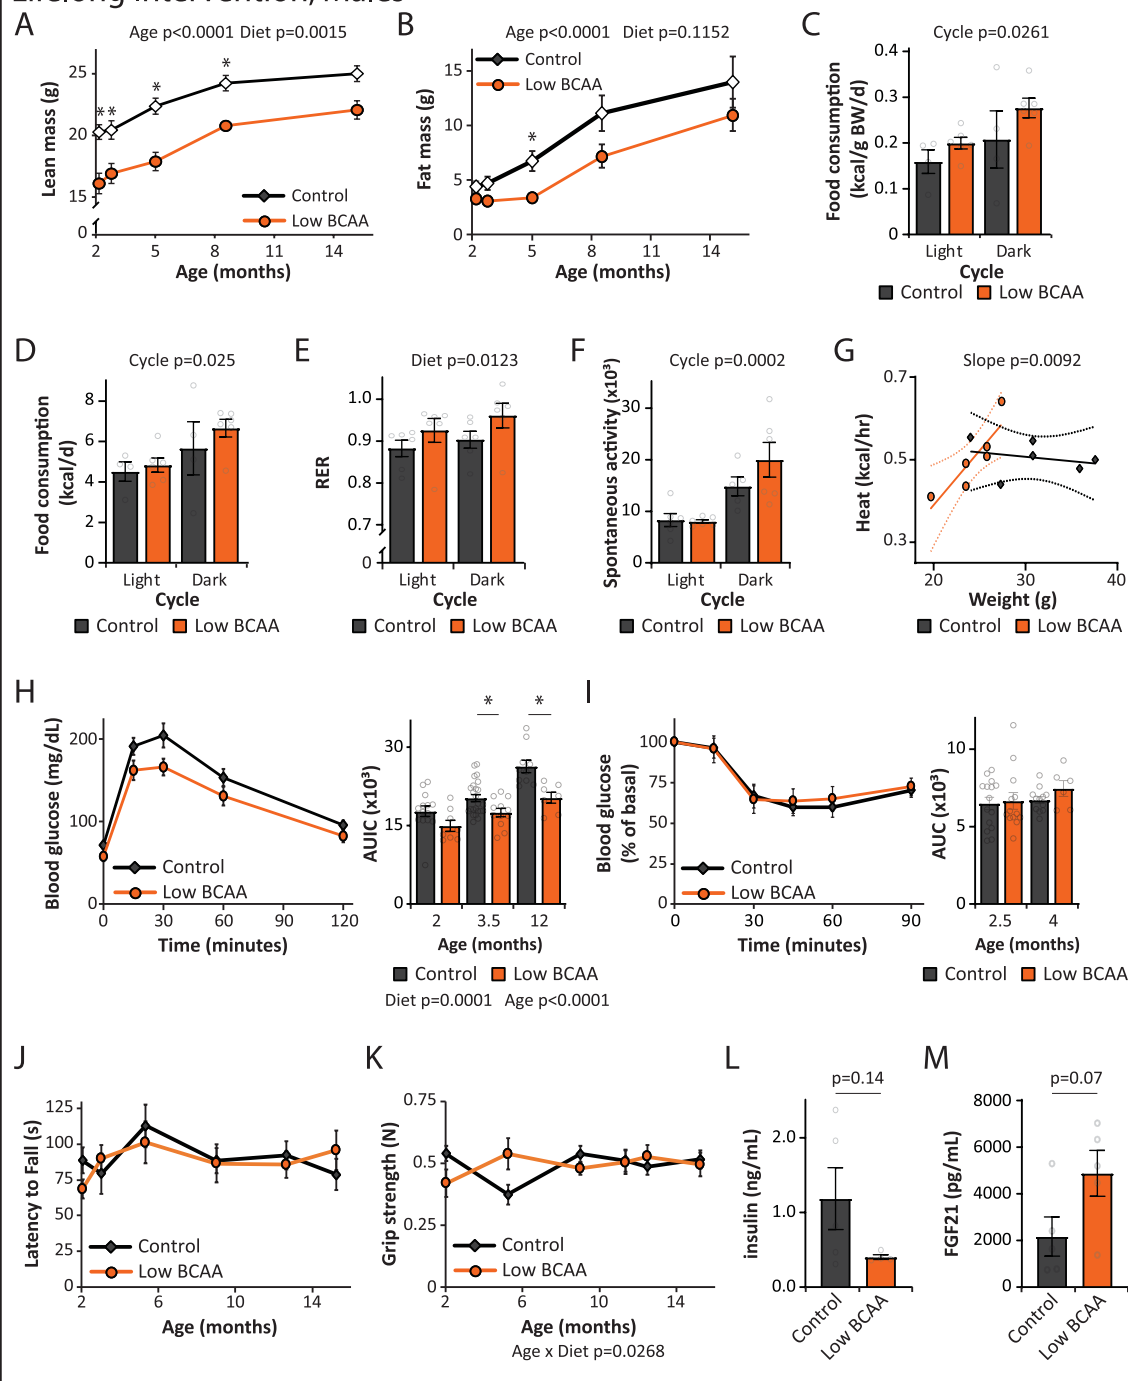 Lifelong intervention, males
A
Age p<0.0001 Diet p=0.0015
Lean mass (g)
25
20
15
0
* *
*
*
Control
Low BCAA
2 5 8 11 14
Age (months)
B
Age p<0.0001 Diet p=0.1152
Control
Low BCAA
Fat mass (g)
15
10
5
0
*
2 5 8 11 14
Age (months)
C
Cycle p=0.0261
Food consumption
(kcal/g BW/d)
0.4
0.3
0.2
0.1
0
Light Dark
Cycle
Control Low BCAA
D
Cycle p=0.025
Food consumption
(kcal/d)
8
6
4
2
0
Light Dark
Cycle
Control Low BCAA
E
Diet p=0.0123
RER
1.0
0.9
0.8
0.7
0
Light Dark
Cycle
Control Low BCAA
F
Cycle p=0.0002
Spontaneous activity (x10³)
30
20
10
0
Light Dark
Cycle
Control Low BCAA
G
Slope p=0.0092
Heat (kcal/hr)
0.7
0.5
0.3
20 30 40
Weight (g)
Control Low BCAA
H
Blood glucose (mg/dL)
200
100
0
Control
Low BCAA
0 30 60 90 120
Time (minutes)
* *
AUIC (x10³)
30
15
0
2 3.5 12
Age (months)
Control Low BCAA
Diet p=0.0001 Age p<0.0001
I
Blood glucose
(% of basal)
100
75
50
25
0
Control
Low BCAA
0 30 60 90
Time (minutes)
AUC (x10³)
10
5
0
2.5 4
Age (months)
Control Low BCAA
J
Latency to Fall (s)
125
100
75
50
25
0
Control
Low BCAA
2 6 10 14
Age (months)
K
Grip strength (N)
0.75
0.5
0.25
0
Control
Low BCAA
2 6 10 14
Age (months)
Age x Diet p=0.0268
L
p=0.14
insulin (ng/mL)
2.0
1.0
0.0
Control
Low BCAA
M
p=0.07
FGF21 (pg/mL)
8000
6000
4000
2000
0
Control
Low BCAA